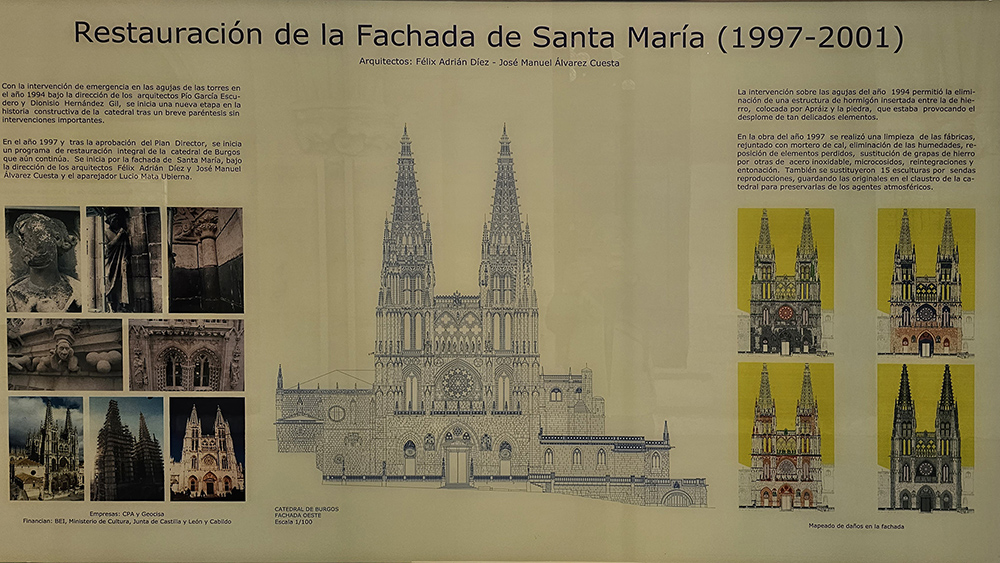 Restauración de la Fachada de Santa María (1997-2001)
Arquitectos: Félix Adrián Díez - José Manuel Álvarez Cuesta
Con la intervención de emergencia en las agujas de las torres en
el año 1994 bajo la dirección de los arquitectos Pío García Escu-
dero y Dionisio Hernández Gil, se inicia una nueva etapa en la
historia constructiva de la catedral tras un breve paréntesis sin
intervenciones importantes.
En el año 1997 y tras la aprobación del Plan Director, se inicia
un programa de restauración integral de la catedral de Burgos
que aún continúa. Se inicia por la fachada de Santa María, bajo
la dirección de los arquitectos Félix Adrián Díez y José Manuel
Álvarez Cuesta y el aparejador Lucio Mata Ubierna.
Empresas: CPA y Geocisa
Financian: BEI, Ministerio de Cultura, Junta de Castilla y León y Cabildo
CATEDRAL DE BURGOS
FACHADA OESTE
Escala 1/100
La intervención sobre las agujas del año 1994 permitió la elimi-
nación de una estructura de hormigón insertada entre la de hie-
rro, colocada por Apráiz y la piedra, que estaba provocando el
desplome de tan delicados elementos.
En la obra del año 1997 se realizó una limpieza de las fábricas,
rejuntado con mortero de cal, eliminación de las humedades, re-
posición de elementos perdidos, sustitución de grapas de hierro
por otras de acero inoxidable, microcosidos, reintegraciones y
entonación. También se sustituyeron 15 esculturas por sendas
reproducciones, guardando las originales en el claustro de la ca-
tedral para preservarlas de los agentes atmosféricos.
Mapeado de daños en la fachada